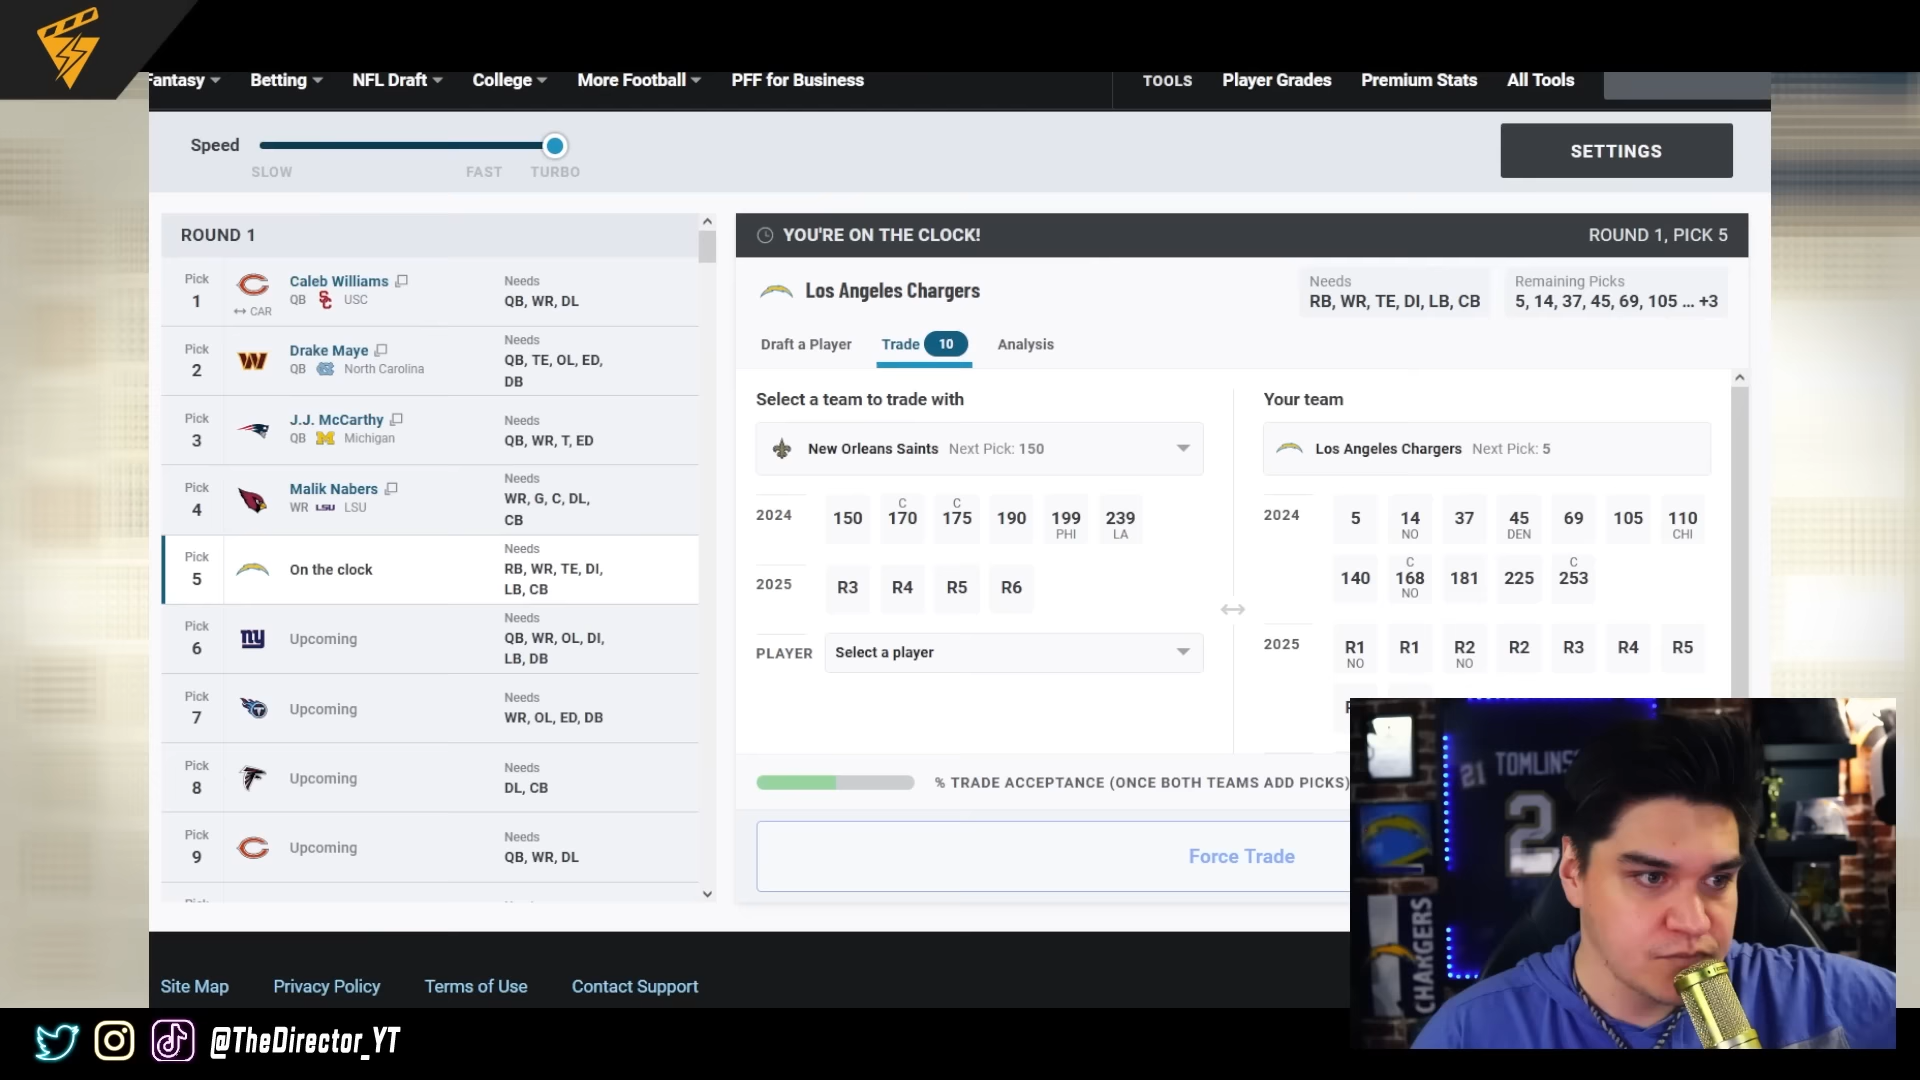 Fantasy Betting NFL Draft College More Football PFF for Business TOOLS Player Grades Premium Stats All Tools
Speed
SLOW FAST TURBO
SETTINGS
ROUND 1
Pick 1
CAR
Caleb Williams
QB USC
Needs
QB, WR, DL
Pick 2
Drake Maye
QB North Carolina
Needs
QB, TE, OL, ED,
DB
Pick 3
J.J. McCarthy
QB Michigan
Needs
QB, WR, T, ED
Pick 4
Malik Nabers
WR LSU LSU
Needs
WR, G, C, DL,
CB
Pick 5
On the clock
Needs
RB, WR, TE, DI,
LB, CB
Pick 6
ny
Upcoming
Needs
QB, WR, OL, DI,
LB, DB
Pick 7
Upcoming
Needs
WR, OL, ED, DB
Pick 8
Upcoming
Needs
DL, CB
Pick 9
Upcoming
Needs
QB, WR, DL
YOU'RE ON THE CLOCK! ROUND 1, PICK 5
Los Angeles Chargers
Needs
RB, WR, TE, DI, LB, CB
Remaining Picks
5, 14, 37, 45, 69, 105 ... +3
Draft a Player Trade 10 Analysis
Select a team to trade with
New Orleans Saints Next Pick: 150
2024 150 C 170 C 175 190 199 PHI 239 LA
2025 R3 R4 R5 R6
PLAYER Select a player
Your team
Los Angeles Chargers Next Pick: 5
2024 5 14 NO 37 45 DEN 69 105 110 CHI
140 C 168 NO 181 225 C 253
2025 R1 NO R1 R2 NO R2 R3 R4 R5
% TRADE ACCEPTANCE (ONCE BOTH TEAMS ADD PICKS)
Force Trade
21 TOMLINS
2
CHARGERS
Site Map Privacy Policy Terms of Use Contact Support
@TheDirector_YT